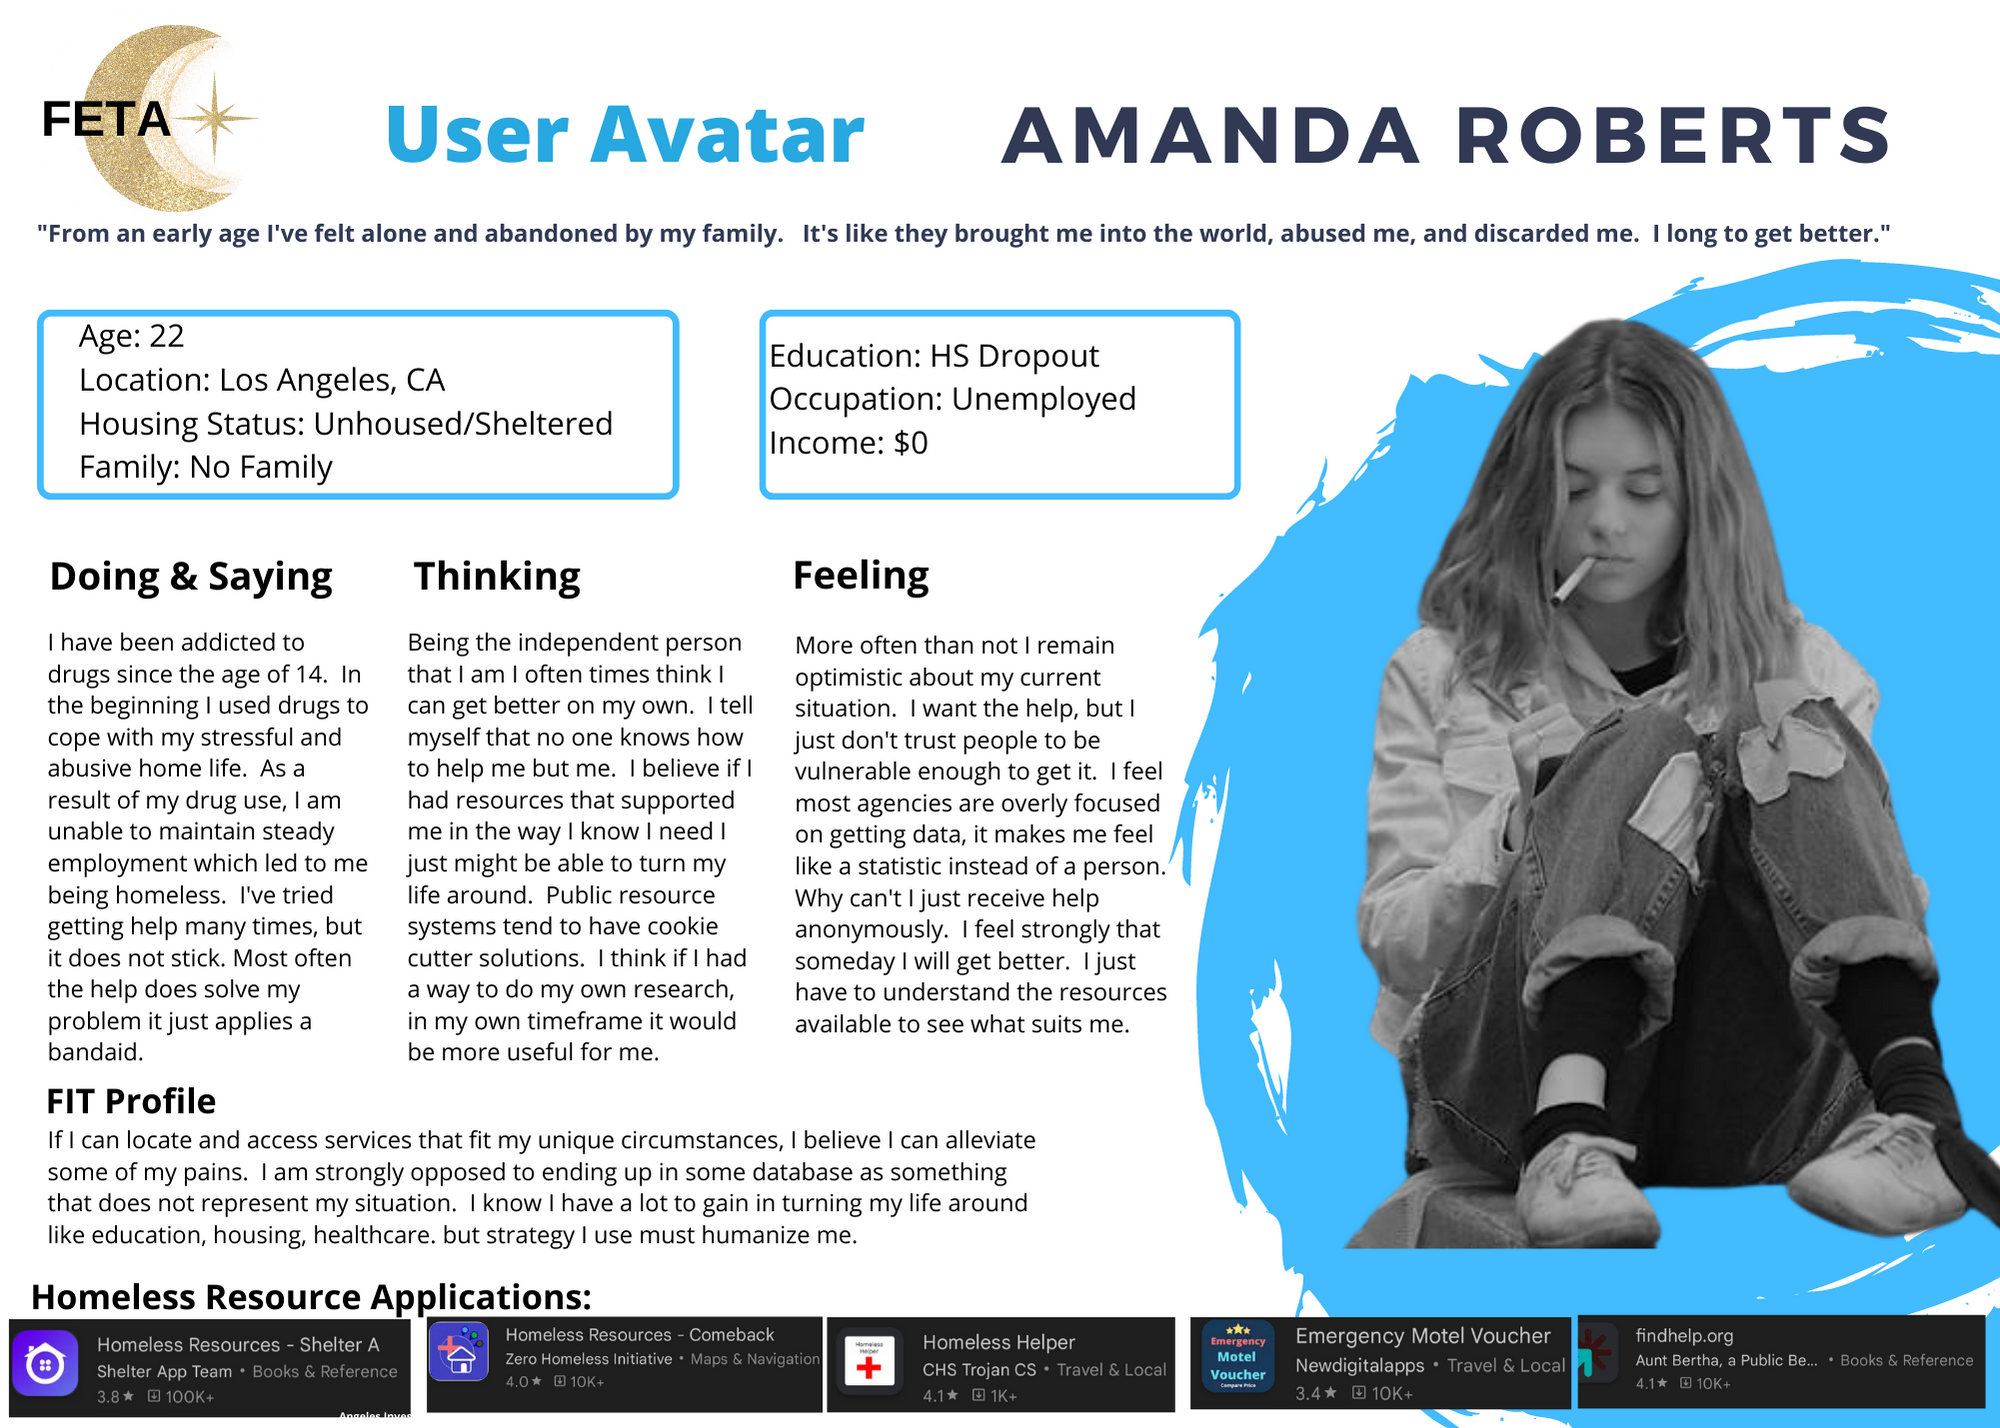 FETA
User Avatar
AMANDA ROBERTS
"From an early age I've felt alone and abandoned by my family.   It's like they brought me into the world, abused me, and discarded me.  I long to get better."
Age: 22
Location: Los Angeles, CA
Housing Status: Unhoused/Sheltered
Family: No Family
Education: HS Dropout
Occupation: Unemployed
Income: $0
Doing & Saying
I have been addicted to
drugs since the age of 14.  In
the beginning I used drugs to
cope with my stressful and
abusive home life.  As a
result of my drug use, I am
unable to maintain steady
employment which led to me
being homeless.  I've tried
getting help many times, but
it does not stick. Most often
the help does solve my
problem it just applies a
bandaid.
Thinking
Being the independent person
that I am I often times think I
can get better on my own.  I tell
myself that no one knows how
to help me but me.  I believe if I
had resources that supported
me in the way I know I need I
just might be able to turn my
life around.  Public resource
systems tend to have cookie
cutter solutions.  I think if I had
a way to do my own research,
in my own timeframe it would
be more useful for me.
Feeling
More often than not I remain
optimistic about my current
situation.  I want the help, but I
just don't trust people to be
vulnerable enough to get it.  I feel
most agencies are overly focused
on getting data, it makes me feel
like a statistic instead of a person.
Why can't I just receive help
anonymously.  I feel strongly that
someday I will get better.  I just
have to understand the resources
available to see what suits me.
FIT Profile
If I can locate and access services that fit my unique circumstances, I believe I can alleviate
some of my pains.  I am strongly opposed to ending up in some database as something
that does not represent my situation.  I know I have a lot to gain in turning my life around
like education, housing, healthcare. but strategy I use must humanize me.
Homeless Resource Applications:
Homeless Resources - Shelter A
Shelter App Team • Books & Reference
3.8★ 100K+
Angeles Inves
Homeless Resources - Comeback
Zero Homeless Initiative • Maps & Navigation
4.0★ 10K+
Homeless
Helper
Homeless Helper
CHS Trojan CS • Travel & Local
4.1★ 1K+
Emergency
Motel
Voucher
Compare Price
Emergency Motel Voucher
Newdigitalapps • Travel & Local
3.4★ 10K+
findhelp.org
Aunt Bertha, a Public Be... • Books & Reference
4.1★ 10K+